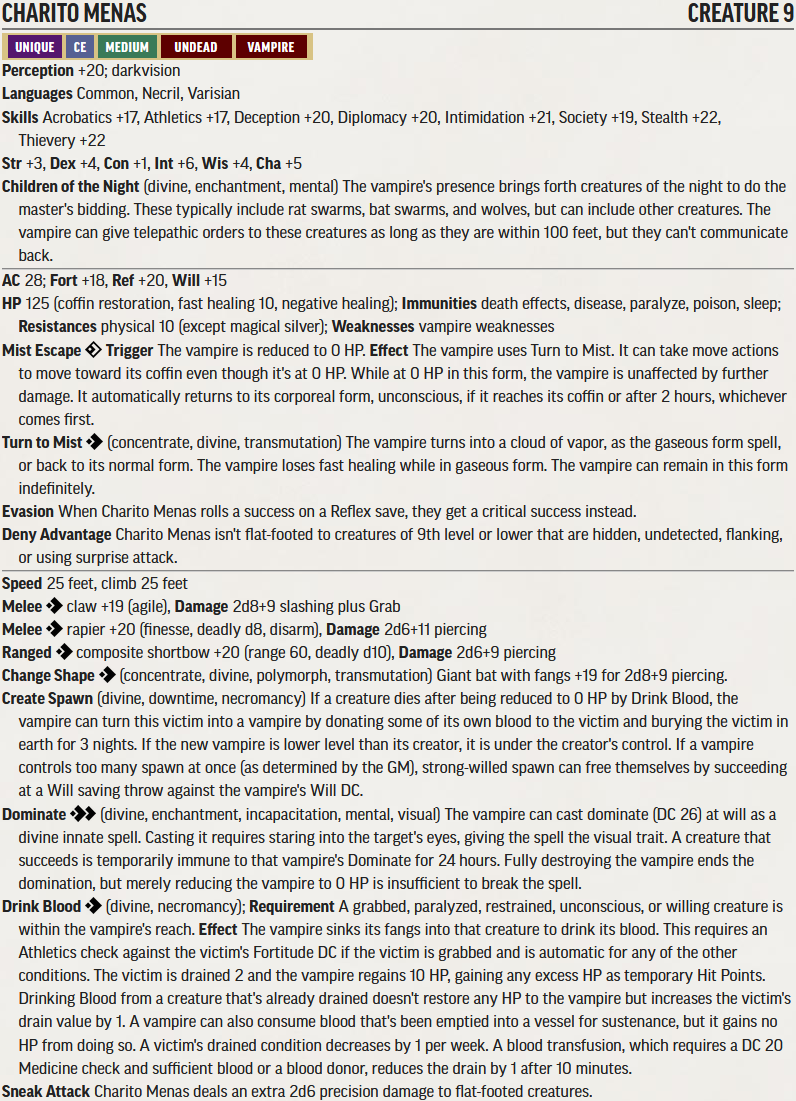 CHARITO MENAS CREATURE 9
UNIQUE CE MEDIUM UNDEAD VAMPIRE
Perception +20; darkvision
Languages Common, Necril, Varisian
Skills Acrobatics +17, Athletics +17, Deception +20, Diplomacy +20, Intimidation +21, Society +19, Stealth +22,
Thievery +22
Str +3, Dex +4, Con +1, Int +6, Wis +4, Cha +5
Children of the Night (divine, enchantment, mental) The vampire's presence brings forth creatures of the night to do the
master's bidding. These typically include rat swarms, bat swarms, and wolves, but can include other creatures. The
vampire can give telepathic orders to these creatures as long as they are within 100 feet, but they can't communicate
back.
AC 28; Fort +18, Ref +20, Will +15
HP 125 (coffin restoration, fast healing 10, negative healing); Immunities death effects, disease, paralyze, poison, sleep;
Resistances physical 10 (except magical silver); Weaknesses vampire weaknesses
Mist Escape Trigger The vampire is reduced to 0 HP. Effect The vampire uses Turn to Mist. It can take move actions
to move toward its coffin even though it's at 0 HP. While at 0 HP in this form, the vampire is unaffected by further
damage. It automatically returns to its corporeal form, unconscious, if it reaches its coffin or after 2 hours, whichever
comes first.
Turn to Mist (concentrate, divine, transmutation) The vampire turns into a cloud of vapor, as the gaseous form spell,
or back to its normal form. The vampire loses fast healing while in gaseous form. The vampire can remain in this form
indefinitely.
Evasion When Charito Menas rolls a success on a Reflex save, they get a critical success instead.
Deny Advantage Charito Menas isn't flat-footed to creatures of 9th level or lower that are hidden, undetected, flanking,
or using surprise attack.
Speed 25 feet, climb 25 feet
Melee claw +19 (agile), Damage 2d8+9 slashing plus Grab
Melee rapier +20 (finesse, deadly d8, disarm), Damage 2d6+11 piercing
Ranged composite shortbow +20 (range 60, deadly d10), Damage 2d6+9 piercing
Change Shape (concentrate, divine, polymorph, transmutation) Giant bat with fangs +19 for 2d8+9 piercing.
Create Spawn (divine, downtime, necromancy) If a creature dies after being reduced to 0 HP by Drink Blood, the
vampire can turn this victim into a vampire by donating some of its own blood to the victim and burying the victim in
earth for 3 nights. If the new vampire is lower level than its creator, it is under the creator's control. If a vampire
controls too many spawn at once (as determined by the GM), strong-willed spawn can free themselves by succeeding
at a Will saving throw against the vampire's Will DC.
Dominate (divine, enchantment, incapacitation, mental, visual) The vampire can cast dominate (DC 26) at will as a
divine innate spell. Casting it requires staring into the target's eyes, giving the spell the visual trait. A creature that
succeeds is temporarily immune to that vampire's Dominate for 24 hours. Fully destroying the vampire ends the
domination, but merely reducing the vampire to 0 HP is insufficient to break the spell.
Drink Blood (divine, necromancy); Requirement A grabbed, paralyzed, restrained, unconscious, or willing creature is
within the vampire's reach. Effect The vampire sinks its fangs into that creature to drink its blood. This requires an
Athletics check against the victim's Fortitude DC if the victim is grabbed and is automatic for any of the other
conditions. The victim is drained 2 and the vampire regains 10 HP, gaining any excess HP as temporary Hit Points.
Drinking Blood from a creature that's already drained doesn't restore any HP to the vampire but increases the victim's
drain value by 1. A vampire can also consume blood that's been emptied into a vessel for sustenance, but it gains no
HP from doing so. A victim's drained condition decreases by 1 per week. A blood transfusion, which requires a DC 20
Medicine check and sufficient blood or a blood donor, reduces the drain by 1 after 10 minutes.
Sneak Attack Charito Menas deals an extra 2d6 precision damage to flat-footed creatures.